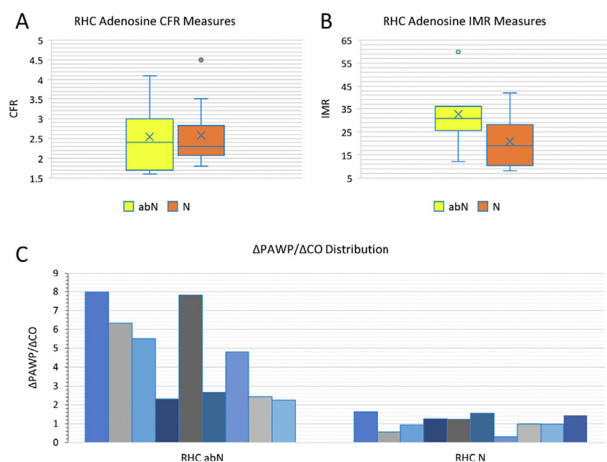 A
RHC Adenosine CFR Measures
5
4.5
4
3.5
3
2.5
2
1.5
CFR
abN
N
B
RHC Adenosine IMR Measures
65
55
45
35
25
15
5
IMR
abN
N
C
ΔPAWP/ΔCO Distribution
9
8
7
6
5
4
3
2
1
0
ΔPAWP/ΔCO
RHC abN
RHC N